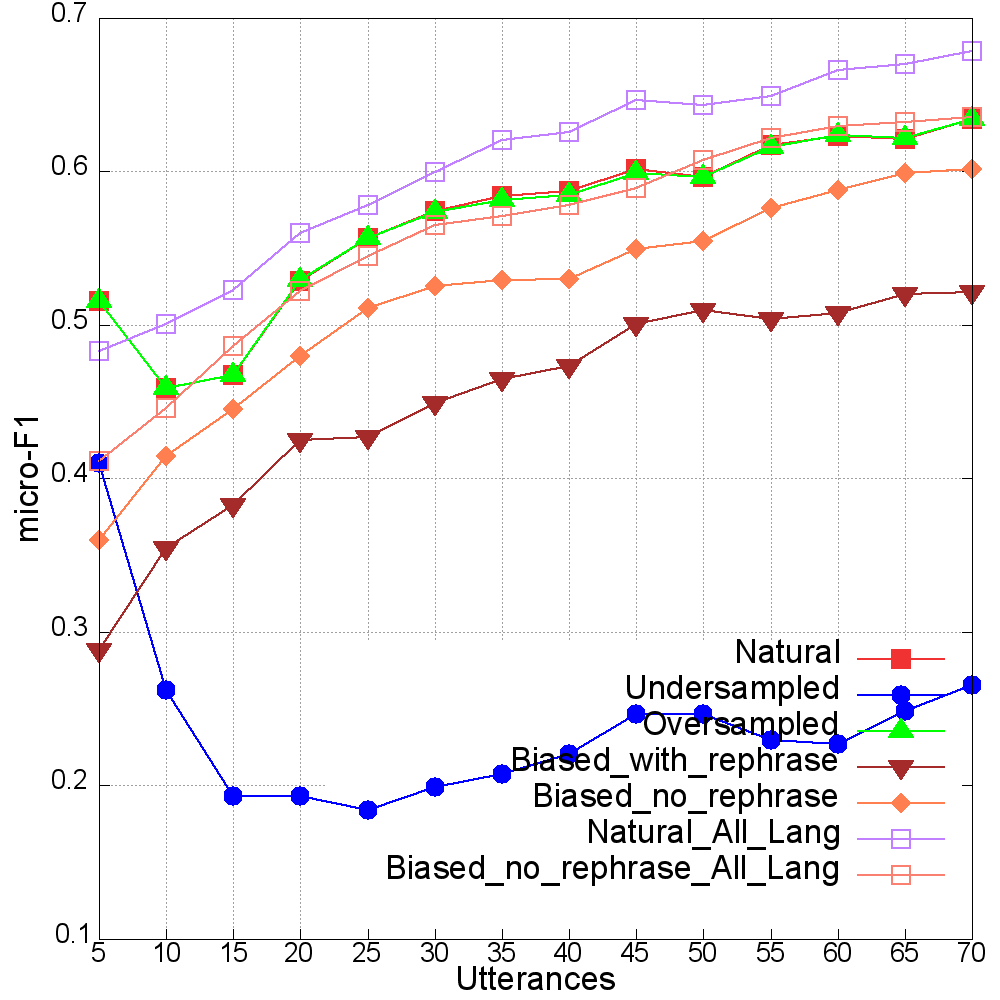 0.7
0.6
0.5
0.4
0.3
0.2
0.1
micro-F1
Natural
Undersampled
Oversampled
Biased_with_rephrase
Biased_no_rephrase
Natural_All_Lang
Biased_no_rephrase_All_Lang
5 10 15 20 25 30 35 40 45 50 55 60 65 70
Utterances